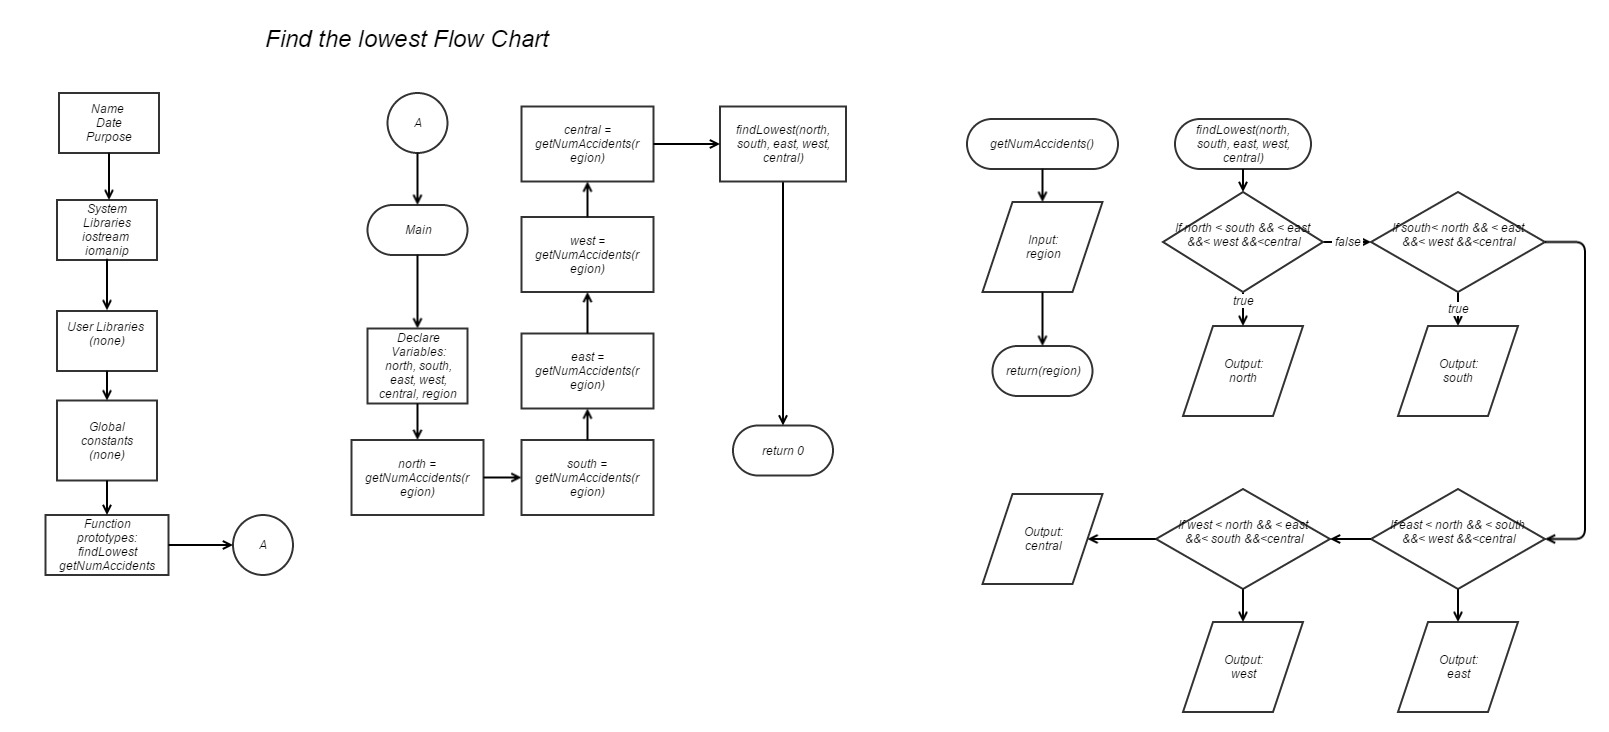 Find the lowest Flow Chart
Name
Date
Purpose
System
Libraries
iostream
iomanip
User Libraries
(none)
Global
constants
(none)
Function
prototypes:
findLowest
getNumAccidents
A
A
Main
Declare
Variables:
north, south,
east, west,
central, region
north =
getNumAccidents(r
egion)
south =
getNumAccidents(r
egion)
east =
getNumAccidents(r
egion)
west =
getNumAccidents(r
egion)
central =
getNumAccidents(r
egion)
findLowest(north,
south, east, west,
central)
return 0
getNumAccidents()
Input:
region
return(region)
findLowest(north,
south, east, west,
central)
If north < south && < east
&&< west &&<central
false
true
Output:
north
If south< north && < east
&&< west &&<central
true
Output:
south
If east < north && < south
&&< west &&<central
Output:
east
If west < north && < east
&&< south &&<central
Output:
west
Output:
central